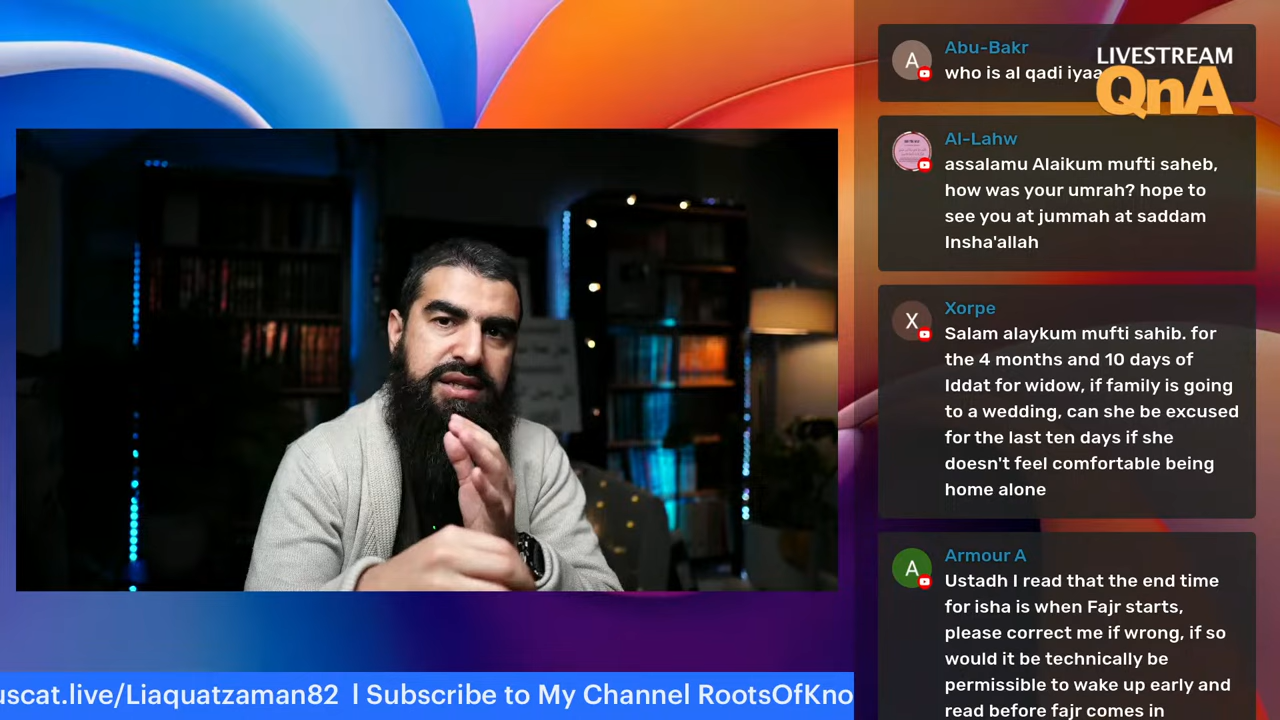 Abu-Bakr
who is al qadi iyaa
LIVESTREAM
QnA
Al-Lahw
assalamu Alaikum mufti saheb,
how was your umrah? hope to
see you at jummah at saddam
Insha'allah
X
Xorpe
Salam alaykum mufti sahib. for
the 4 months and 10 days of
Iddat for widow, if family is going
to a wedding, can she be excused
for the last ten days if she
doesn't feel comfortable being
home alone
A
Armour A
Ustadh I read that the end time
for isha is when Fajr starts,
please correct me if wrong, if so
would it be technically be
permissible to wake up early and
read before fajr comes in
A
uscat.live/Liaquatzaman82 | Subscribe to My Channel RootsOfKno